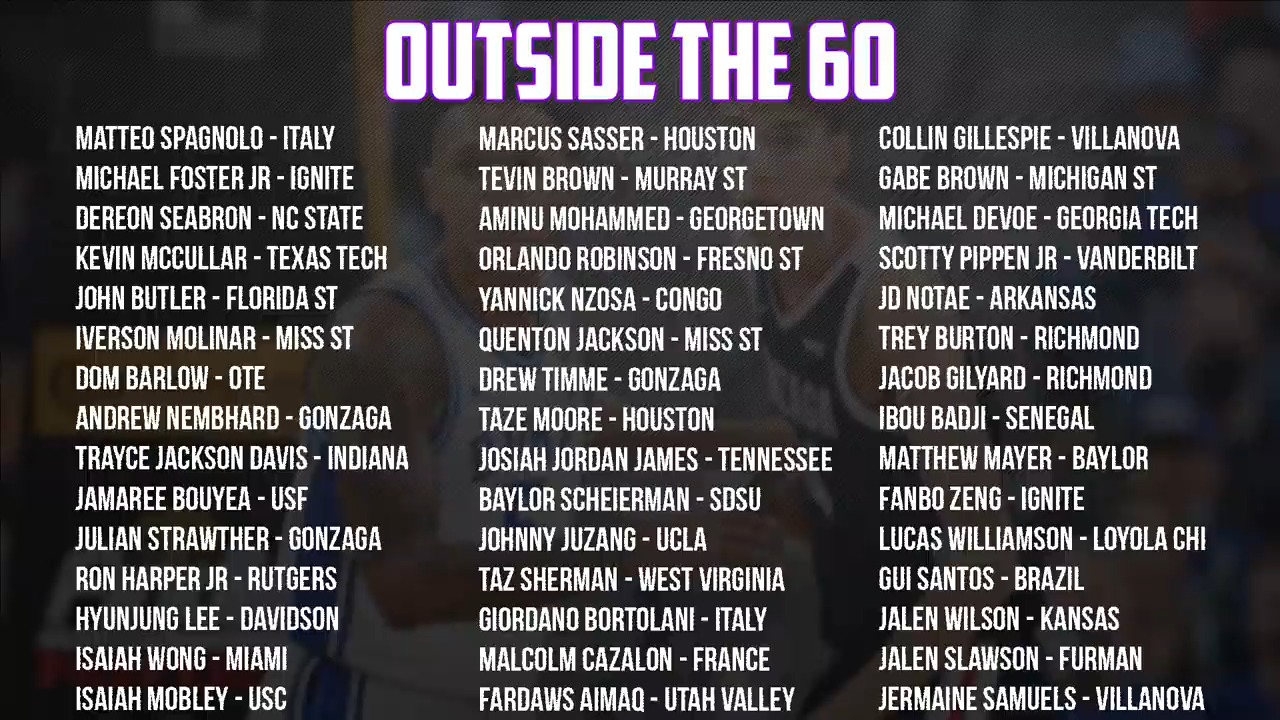 OUTSIDE THE 60
MATTEO SPAGNOLO - ITALY
MICHAEL FOSTER JR - IGNITE
DEREON SEABRON - NC STATE
KEVIN MCCULLAR - TEXAS TECH
JOHN BUTLER - FLORIDA ST
IVERSON MOLINAR - MISS ST
DOM BARLOW - OTE
ANDREW NEMBHARD - GONZAGA
TRAYCE JACKSON DAVIS - INDIANA
JAMAREE BOUYEA - USF
JULIAN STRAWTHER - GONZAGA
RON HARPER JR - RUTGERS
HYUNJUNG LEE - DAVIDSON
ISAIAH WONG - MIAMI
ISAIAH MOBLEY - USC
MARCUS SASSER - HOUSTON
TEVIN BROWN - MURRAY ST
AMINU MOHAMMED - GEORGETOWN
ORLANDO ROBINSON - FRESNO ST
YANNICK NZOSA - CONGO
QUENTON JACKSON - MISS ST
DREW TIMME - GONZAGA
TAZE MOORE - HOUSTON
JOSIAH JORDAN JAMES - TENNESSEE
BAYLOR SCHEIERMAN - SDSU
JOHNNY JUZANG - UCLA
TAZ SHERMAN - WEST VIRGINIA
GIORDANO BORTOLANI - ITALY
MALCOLM CAZALON - FRANCE
FARDAWS AIMAQ - UTAH VALLEY
COLLIN GILLESPIE - VILLANOVA
GABE BROWN - MICHIGAN ST
MICHAEL DEVOE - GEORGIA TECH
SCOTTY PIPPEN JR - VANDERBILT
JD NOTAE - ARKANSAS
TREY BURTON - RICHMOND
JACOB GILYARD - RICHMOND
IBOU BADJI - SENEGAL
MATTHEW MAYER - BAYLOR
FANBO ZENG - IGNITE
LUCAS WILLIAMSON - LOYOLA CHI
GUI SANTOS - BRAZIL
JALEN WILSON - KANSAS
JALEN SLAWSON - FURMAN
JERMAINE SAMUELS - VILLANOVA